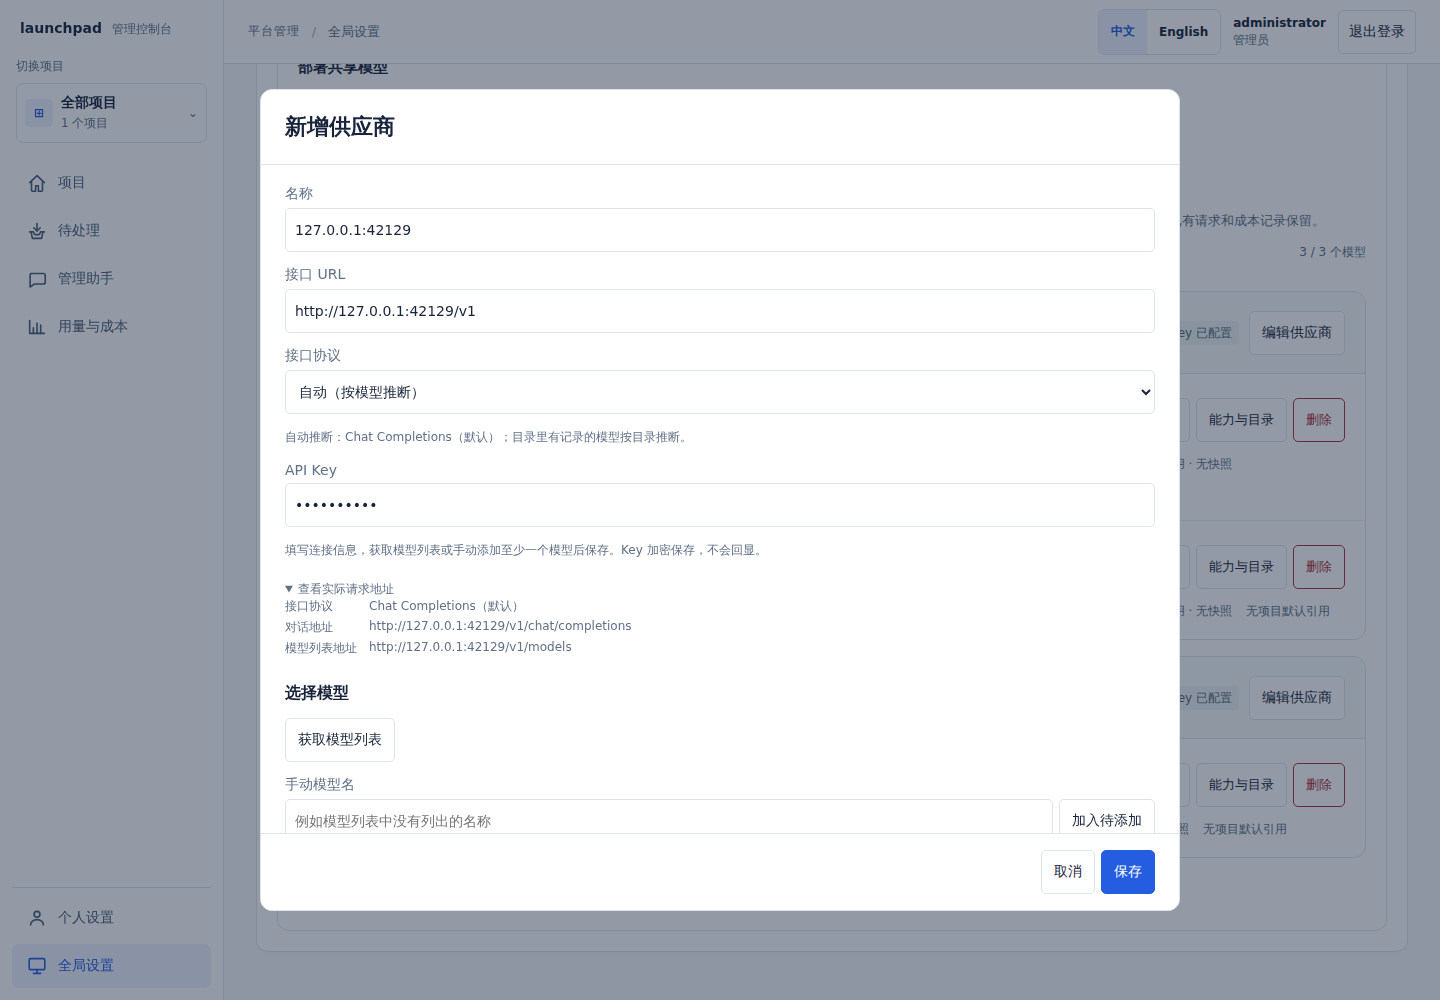 launchpad 管理控制台
切换项目
全部项目
1 个项目
项目
待处理
管理助手
用量与成本
个人设置
全局设置
平台管理 / 全局设置
中文 English
administrator
管理员
退出登录
部署共享模型
有请求和成本记录保留。
3 / 3 个模型
ey 已配置 编辑供应商
能力与目录 删除
· 无快照
能力与目录 删除
· 无快照 无项目默认引用
ey 已配置 编辑供应商
能力与目录 删除
照 无项目默认引用
新增供应商
名称
127.0.0.1:42129
接口 URL
http://127.0.0.1:42129/v1
接口协议
自动（按模型推断）
自动推断：Chat Completions（默认）；目录里有记录的模型按目录推断。
API Key
••••••••••
填写连接信息，获取模型列表或手动添加至少一个模型后保存。Key 加密保存，不会回显。
▼ 查看实际请求地址
接口协议 Chat Completions（默认）
对话地址 http://127.0.0.1:42129/v1/chat/completions
模型列表地址 http://127.0.0.1:42129/v1/models
选择模型
获取模型列表
手动模型名
例如模型列表中没有列出的名称 加入待添加
取消 保存